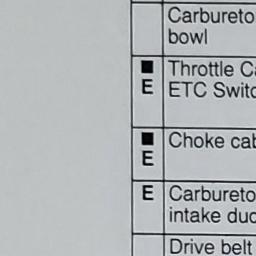 Carbureto
bowl
■ Throttle Ca
E ETC Switc
■ Choke cab
E
E Carbureto
intake duc
Drive belt